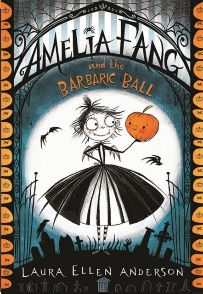 AMELIA FANG
and the
BARBARIC BALL
LAURA ELLEN ANDERSON